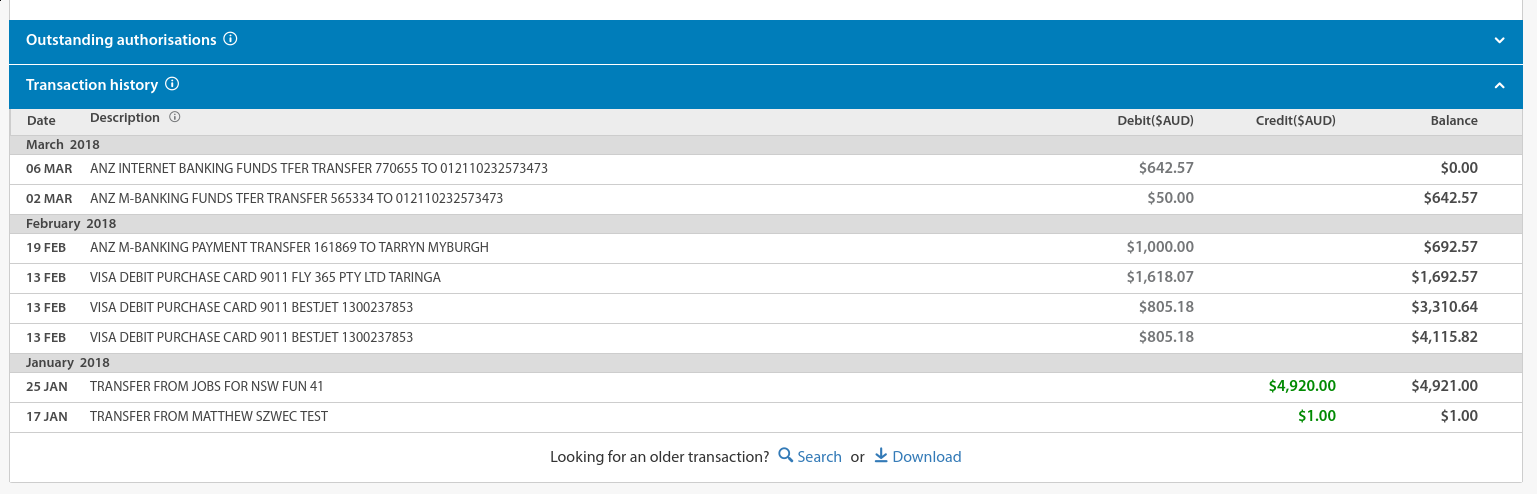 Outstanding authorisations
Transaction history
Date Description Debit($AUD) Credit($AUD) Balance
March 2018
06 MAR ANZ INTERNET BANKING FUNDS TFER TRANSFER 770655 TO 012110232573473 $642.57 $0.00
02 MAR ANZ M-BANKING FUNDS TFER TRANSFER 565334 TO 012110232573473 $50.00 $642.57
February 2018
19 FEB ANZ M-BANKING PAYMENT TRANSFER 161869 TO TARRYN MYBURGH $1,000.00 $692.57
13 FEB VISA DEBIT PURCHASE CARD 9011 FLY 365 PTY LTD TARINGA $1,618.07 $1,692.57
13 FEB VISA DEBIT PURCHASE CARD 9011 BESTJET 1300237853 $805.18 $3,310.64
13 FEB VISA DEBIT PURCHASE CARD 9011 BESTJET 1300237853 $805.18 $4,115.82
January 2018
25 JAN TRANSFER FROM JOBS FOR NSW FUN 41 $4,920.00 $4,921.00
17 JAN TRANSFER FROM MATTHEW SZWEC TEST $1.00 $1.00
Looking for an older transaction? Search or Download